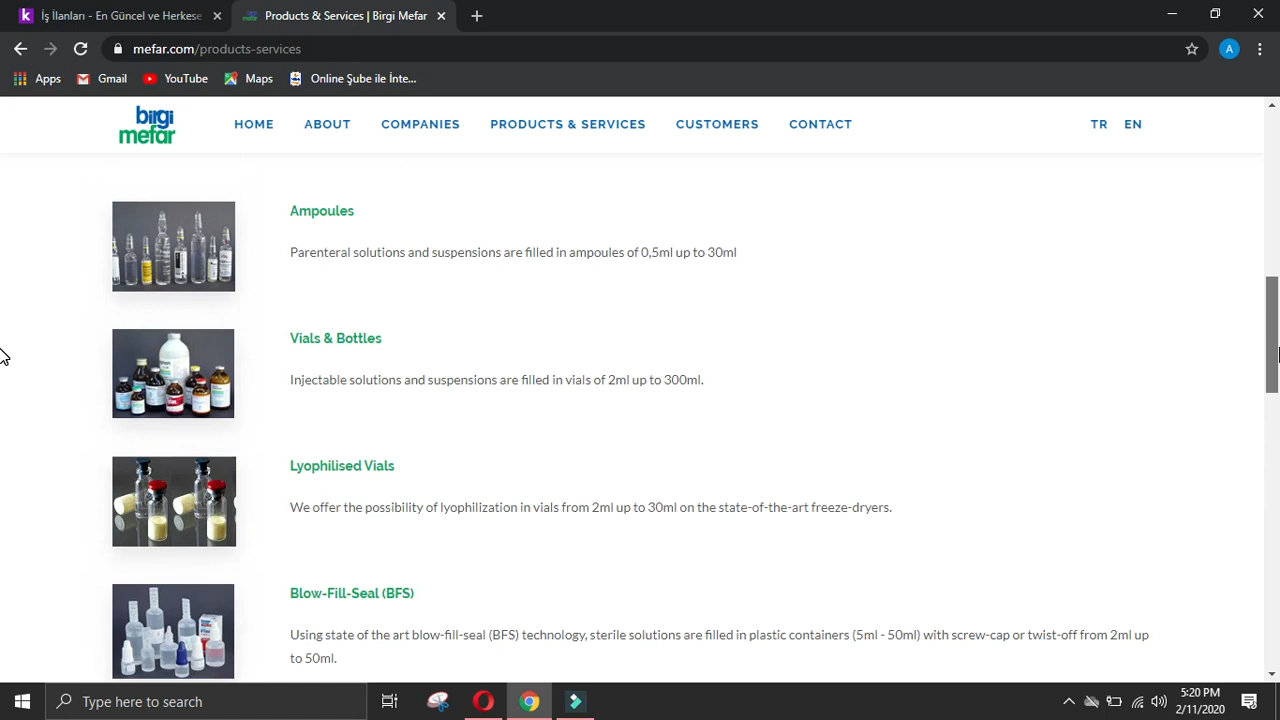 İş İlanları - En Güncel ve Herkese
Products & Services | Birgi Mefar
mefar.com/products-services
A
Apps
Gmail
YouTube
Maps
Online Şube ile İnte...
birgi
mefar
HOME
ABOUT
COMPANIES
PRODUCTS & SERVICES
CUSTOMERS
CONTACT
TR
EN
Ampoules
Parenteral solutions and suspensions are filled in ampoules of 0,5ml up to 30ml
Vials & Bottles
Injectable solutions and suspensions are filled in vials of 2ml up to 300ml.
Lyophilised Vials
We offer the possibility of lyophilization in vials from 2ml up to 30ml on the state-of-the-art freeze-dryers.
Blow-Fill-Seal (BFS)
Using state of the art blow-fill-seal (BFS) technology, sterile solutions are filled in plastic containers (5ml - 50ml) with screw-cap or twist-off from 2ml up
to 50ml.
Type here to search
5:20 PM
2/11/2020